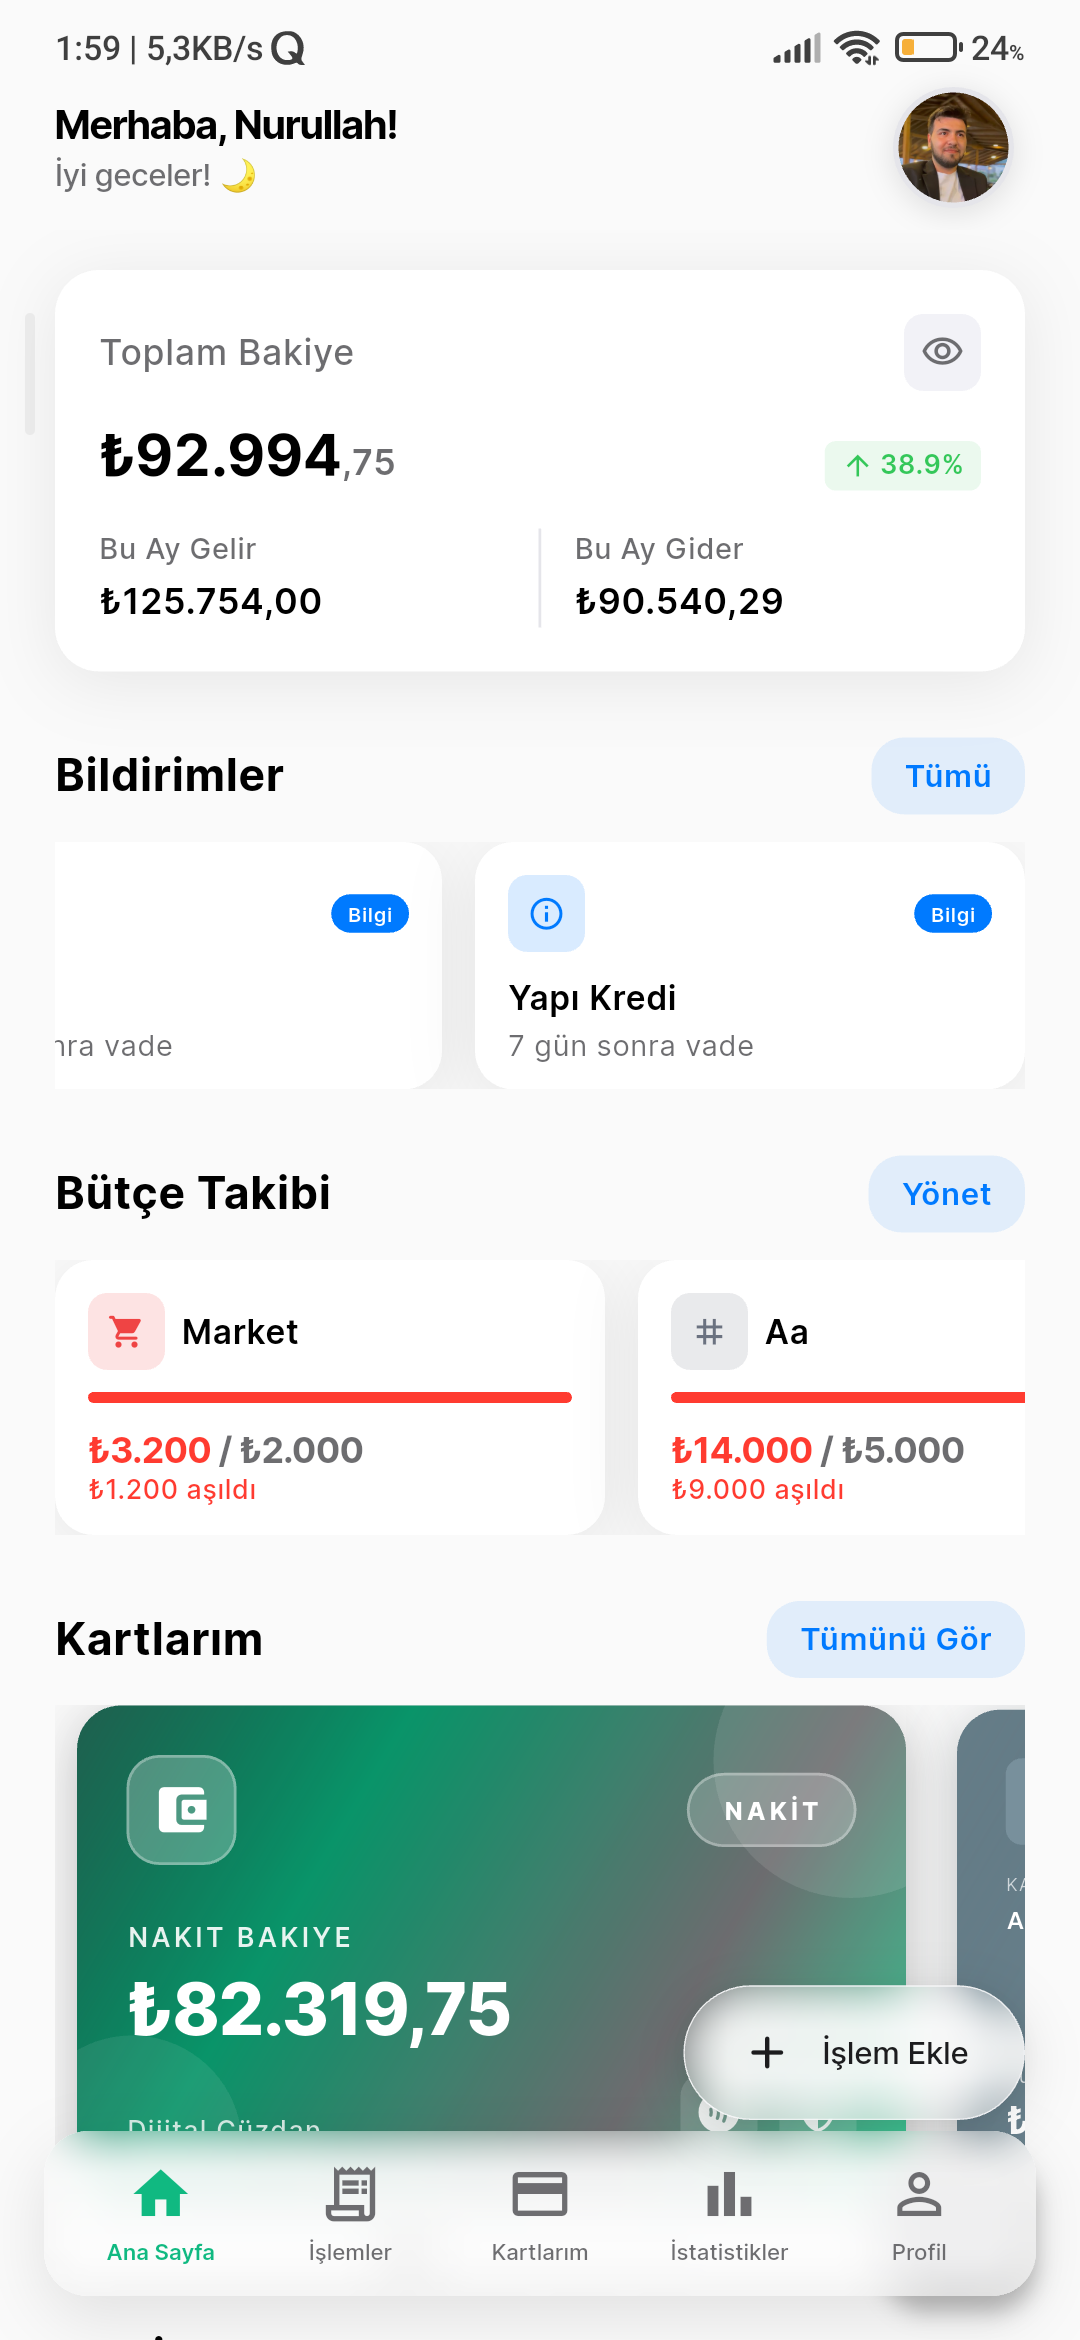 1:59 | 5,3KB/s Q
24%
Merhaba, Nurullah!
İyi geceler! 🌙
Toplam Bakiye
₺92.994,75
↑ 38.9%
Bu Ay Gelir
Bu Ay Gider
₺125.754,00
₺90.540,29
Bildirimler
Tümü
Bilgi
Bilgi
Yapı Kredi
nra vade
7 gün sonra vade
Bütçe Takibi
Yönet
Market
Aa
₺3.200 / ₺2.000
₺14.000 / ₺5.000
₺1.200 aşıldı
₺9.000 aşıldı
Kartlarım
Tümünü Gör
NAKİT
KA
A
NAKIT BAKIYE
₺82.319,75
İşlem Ekle
₺
Dijital Cüzdan
Ana Sayfa
İşlemler
Kartlarım
İstatistikler
Profil